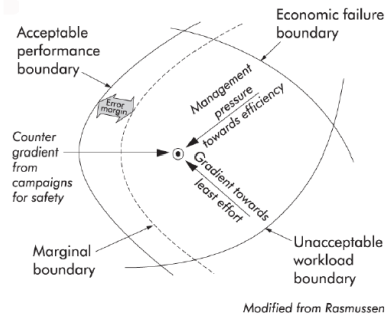 Economic failure
boundary
Acceptable
performance
boundary
Error
margin
Management
pressure
towards efficiency
Counter
gradient
from
campaigns
for safety
Gradient towards
least effort
Marginal
boundary
Unacceptable
workload
boundary
Modified from Rasmussen